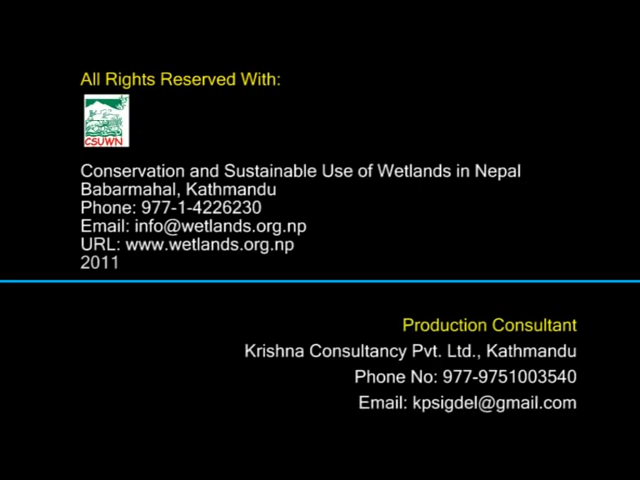 All Rights Reserved With:
CSUWN
Conservation and Sustainable Use of Wetlands in Nepal
Babarmahal, Kathmandu
Phone: 977-1-4226230
Email: info@wetlands.org.np
URL: www.wetlands.org.np
2011
Production Consultant
Krishna Consultancy Pvt. Ltd., Kathmandu
Phone No: 977-9751003540
Email: kpsigdel@gmail.com